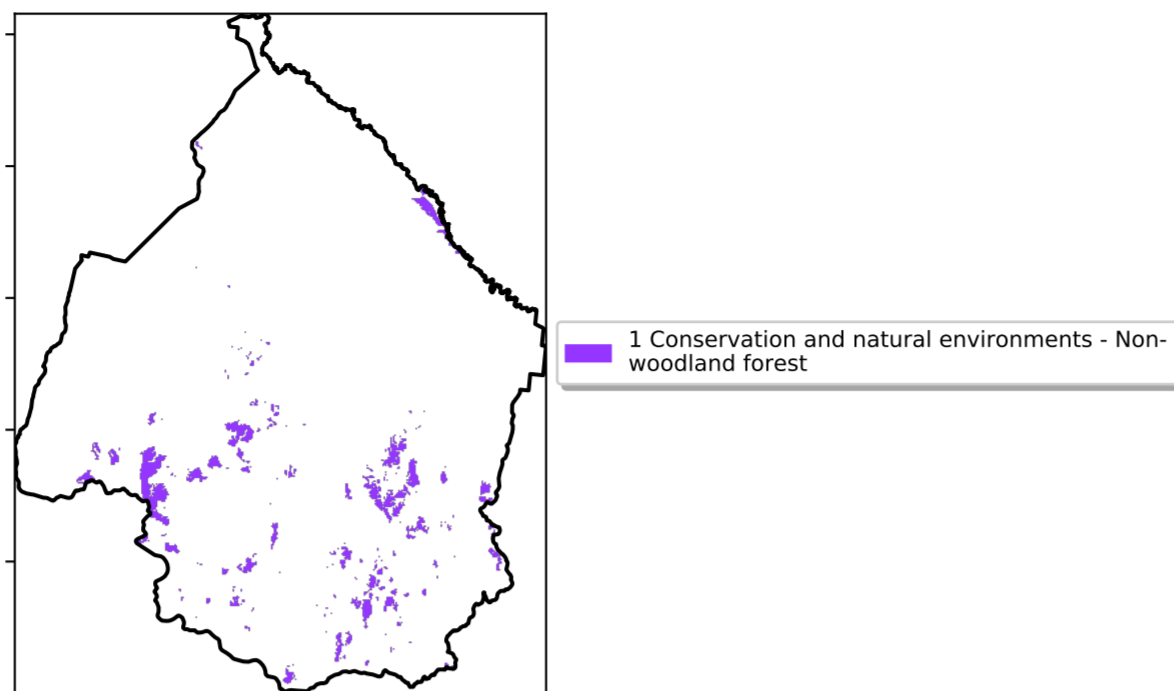 1 Conservation and natural environments - Non-
woodland forest